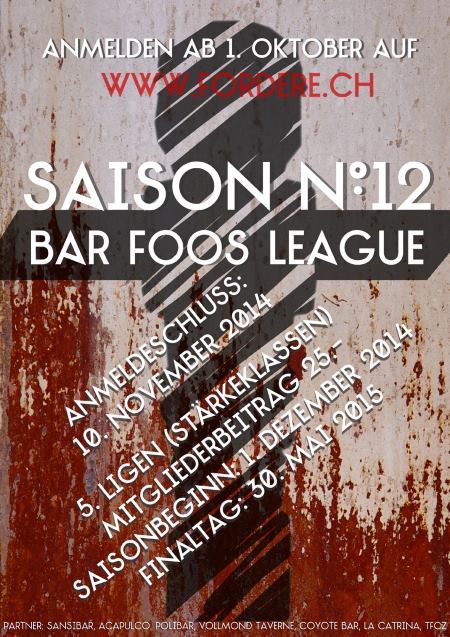 ANMELDEN AB 1. OKTOBER AUF
WWW.FORDERE.CH
SAISON N°12
BAR FOOS LEAGUE
ANMELDESCHLUSS:
10. NOVEMBER 2014
5. LIGEN (STÄRKEKLASSEN)
MITGLIEDERBEITRAG 25.-
SAISONBEGINN: 1. DEZEMBER 2014
FINALTAG: 30. MAI 2015
PARTNER: SANSIBAR, ACAPULCO, POLIBAR, VOLLMOND TAVERNE, COYOTE BAR, LA CATRINA, TFOZ